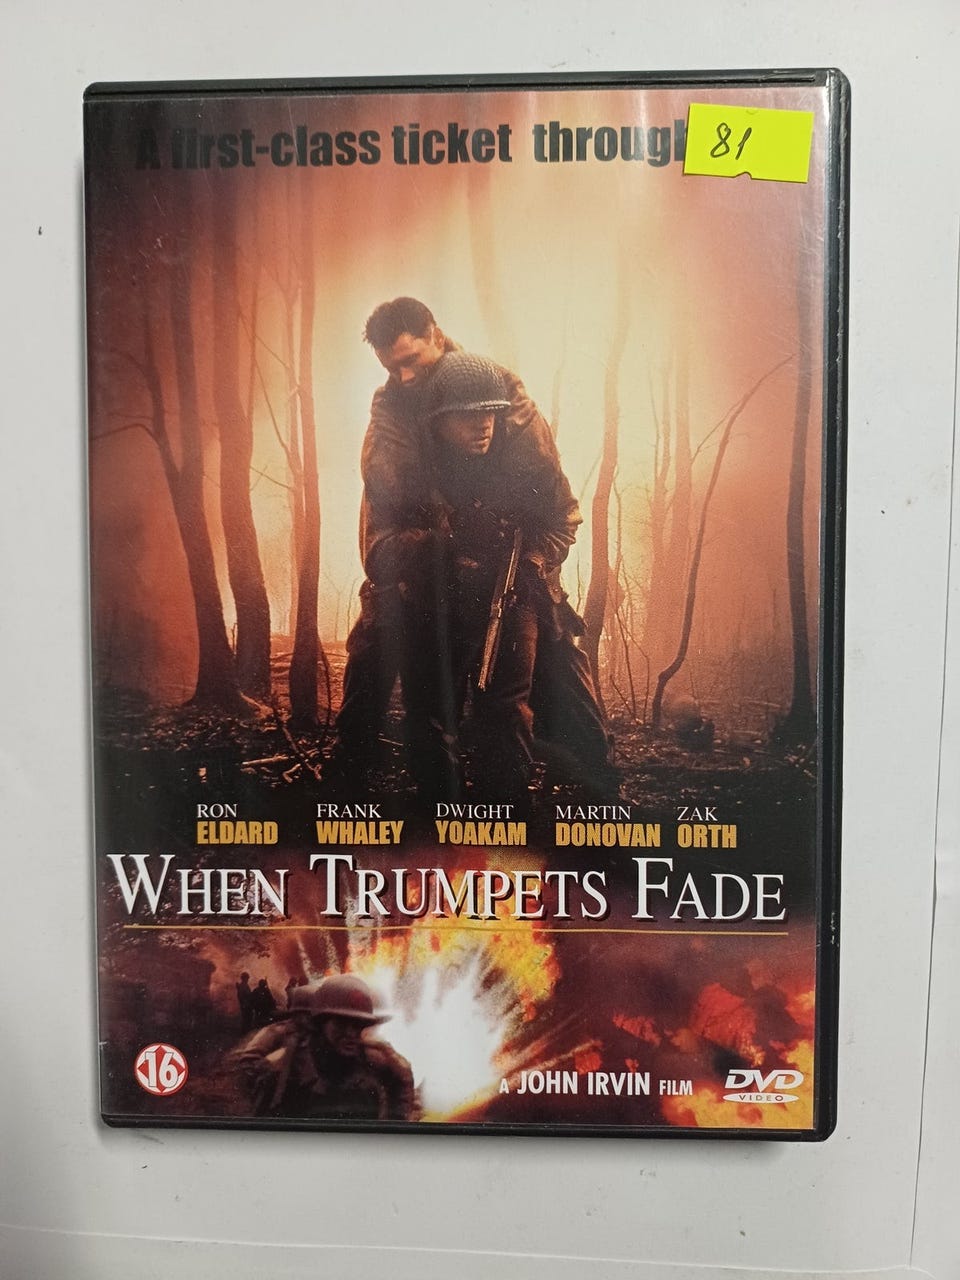 A first-class ticket through
81
RON ELDARD
FRANK WHALEY
DWIGHT YOAKAM
MARTIN DONOVAN
ZAK ORTH
WHEN TRUMPETS FADE
16
A JOHN IRVIN FILM
DVD
VIDEO